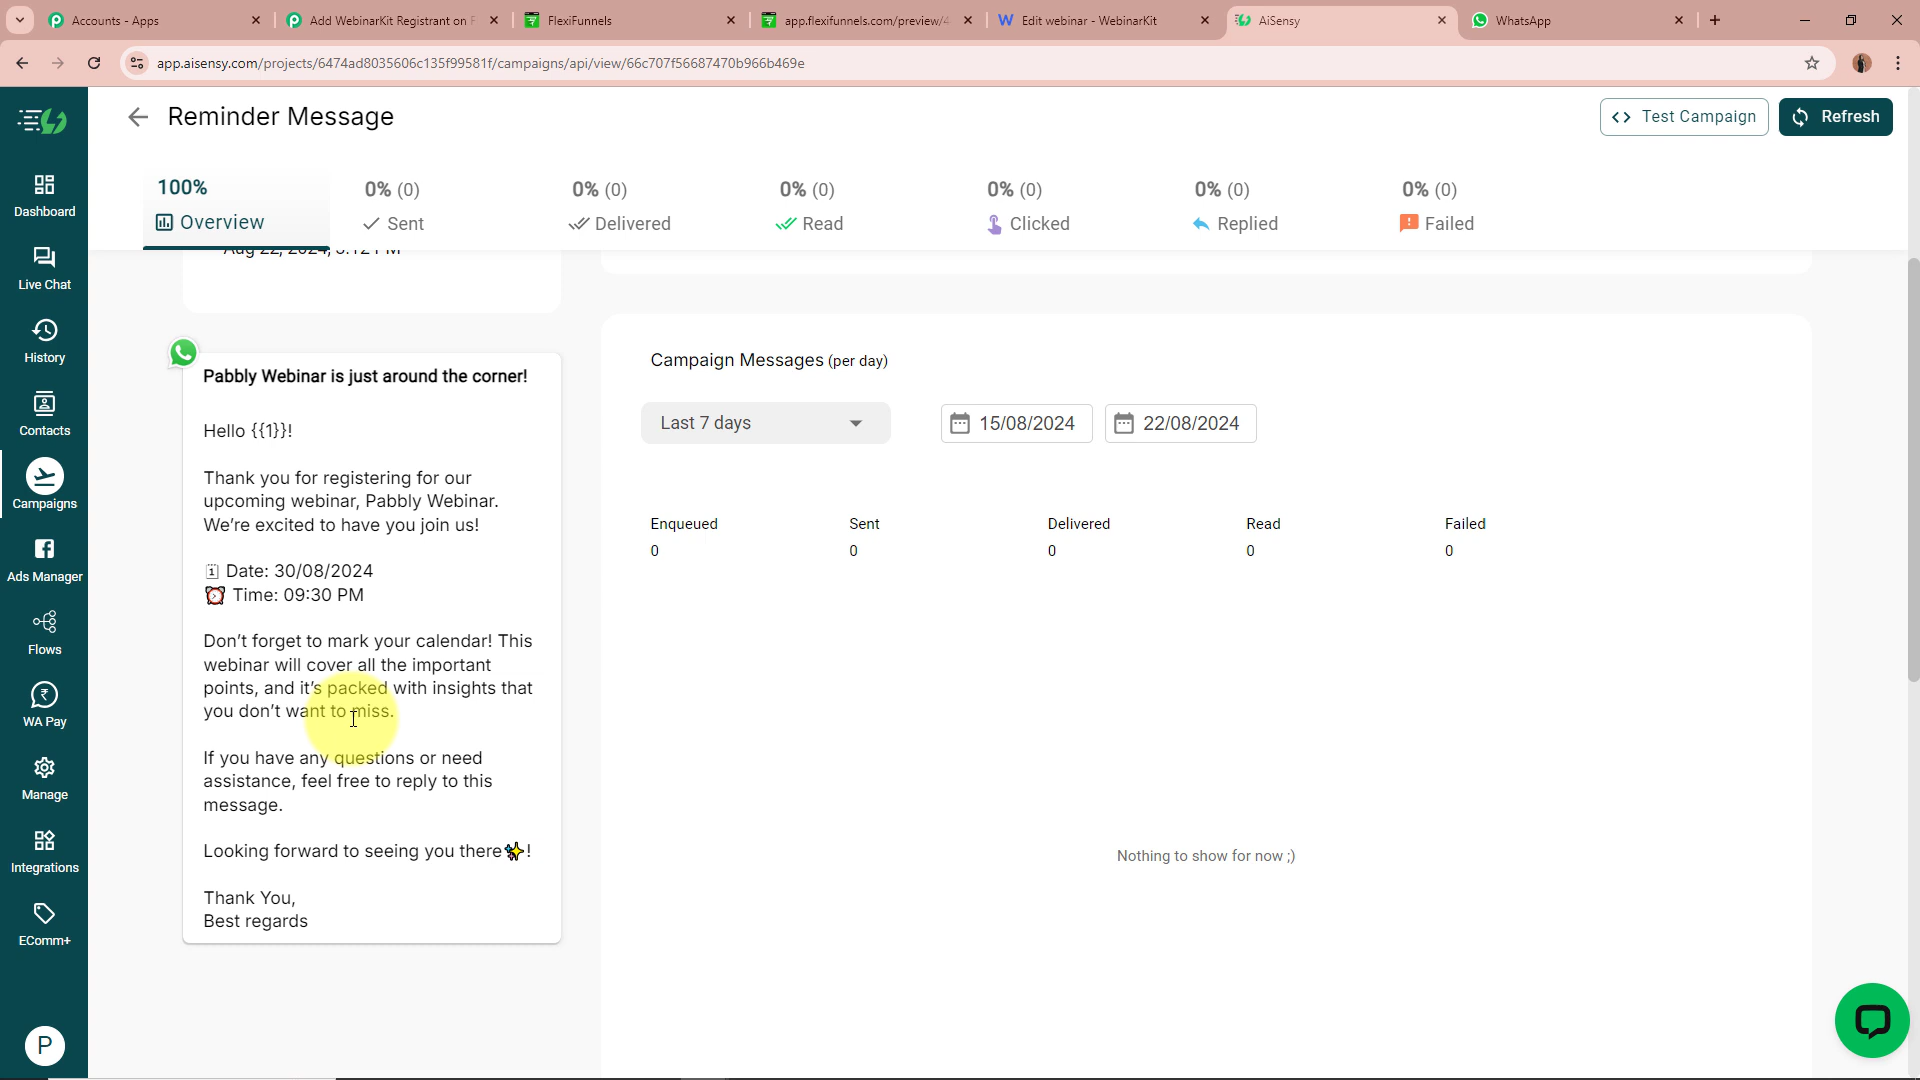 Accounts - Apps
Add WebinarKit Registrant on F
FlexiFunnels
app.flexifunnels.com/preview/4
Edit webinar - WebinarKit
AiSensy
WhatsApp
app.aisensy.com/projects/6474ad8035606c135f99581f/campaigns/api/view/66c707f56687470b966b469e
Reminder Message
Test Campaign
Refresh
100%
Overview
0% (0)
Sent
0% (0)
Delivered
0% (0)
Read
0% (0)
Clicked
0% (0)
Replied
0% (0)
Failed
Dashboard
Live Chat
History
Contacts
Campaigns
Ads Manager
Flows
WA Pay
Manage
Integrations
EComm+
P
Pabbly Webinar is just around the corner!
Hello {{1}}!
Thank you for registering for our
upcoming webinar, Pabbly Webinar.
We're excited to have you join us!
Date: 30/08/2024
Time: 09:30 PM
Don't forget to mark your calendar! This
webinar will cover all the important
points, and it's packed with insights that
you don't want to miss.
If you have any questions or need
assistance, feel free to reply to this
message.
Looking forward to seeing you there✨!
Thank You,
Best regards
Campaign Messages (per day)
Last 7 days
15/08/2024
22/08/2024
Enqueued
0
Sent
0
Delivered
0
Read
0
Failed
0
Nothing to show for now ;)